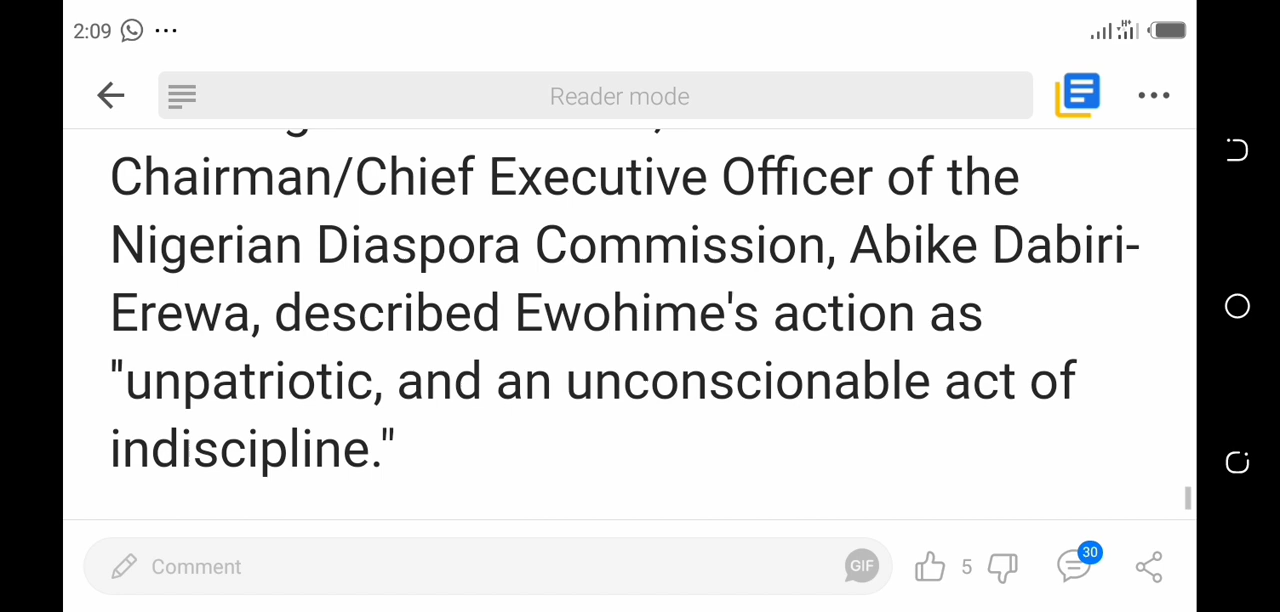 2:09
H+
Reader mode
Chairman/Chief Executive Officer of the
Nigerian Diaspora Commission, Abike Dabiri-
Erewa, described Ewohime's action as
"unpatriotic, and an unconscionable act of
indiscipline."
Comment GIF 5 30